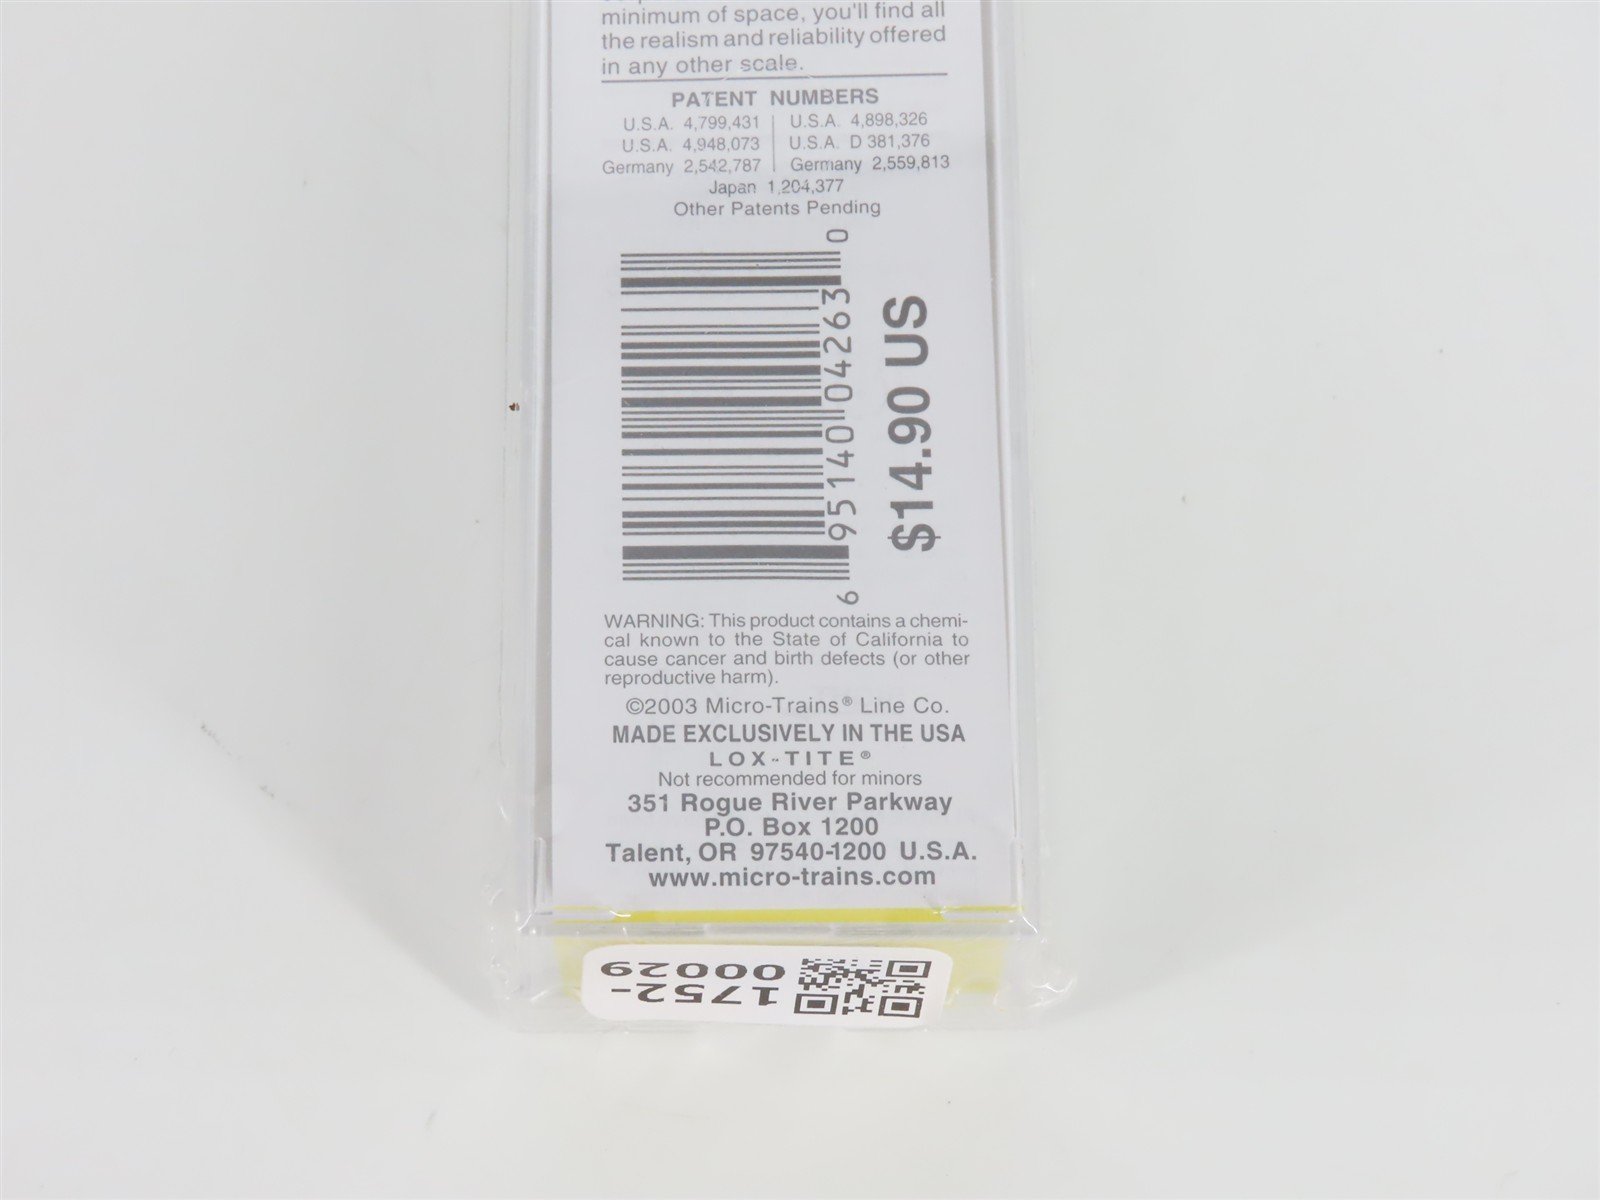 minimum of space, you'll find all
the realism and reliability offered
in any other scale.
PATENT NUMBERS
U.S.A. 4,799,431 U.S.A. 4,898,326
U.S.A. 4,948,073 U.S.A. D 381,376
Germany 2,542,787 Germany 2,559,813
Japan 1,204,377
Other Patents Pending
6 95140 04263 0
$14.90 US
WARNING: This product contains a chemi-
cal known to the State of California to
cause cancer and birth defects (or other
reproductive harm).
©2003 Micro-Trains® Line Co.
MADE EXCLUSIVELY IN THE USA
LOX-TITE®
Not recommended for minors
351 Rogue River Parkway
P.O. Box 1200
Talent, OR 97540-1200 U.S.A.
www.micro-trains.com
1752-
00029